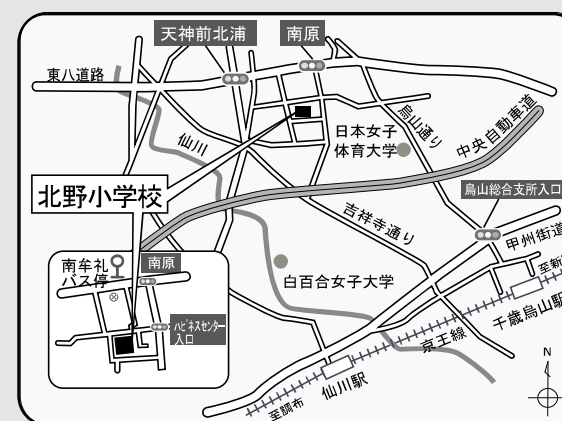 天神前北浦
南原
東八道路
烏山通り
中央自動車道
日本女子
体育大学
仙川
北野小学校
烏山総合支所入口
吉祥寺通り
甲州街道
南牟礼
バス停
南原
白百合女子大学
至新
千歳烏山駅
ハピネスセンター
入口
京王線
仙川駅
至調布
N